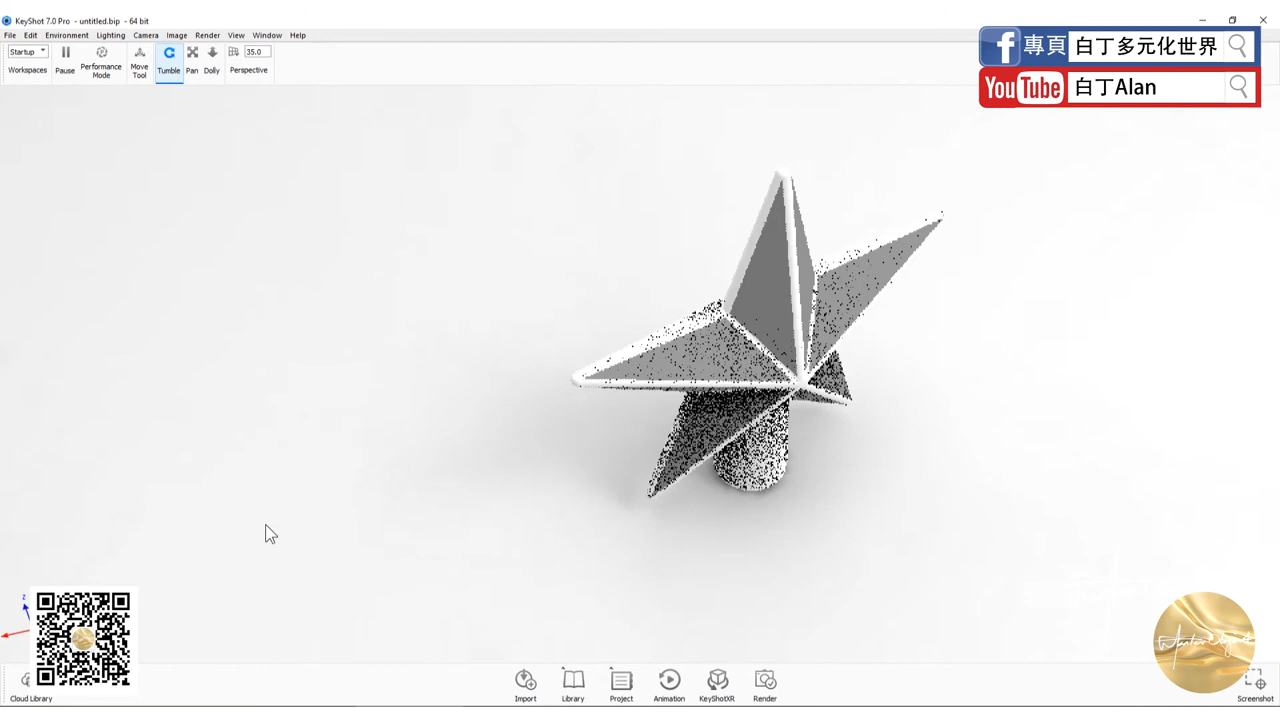 KeyShot 7.0 Pro - untitled.bip - 64 bit
File Edit Environment Lighting Camera Image Render View Window Help
Startup
35.0
Workspaces
Pause
Performance
Mode
Move
Tool
Tumble
Pan
Dolly
Perspective
f 專頁 白丁多元化世界
YouTube 白丁Alan
z
Cloud Library
Import
Library
Project
Animation
KeyShotXR
Render
Screenshot